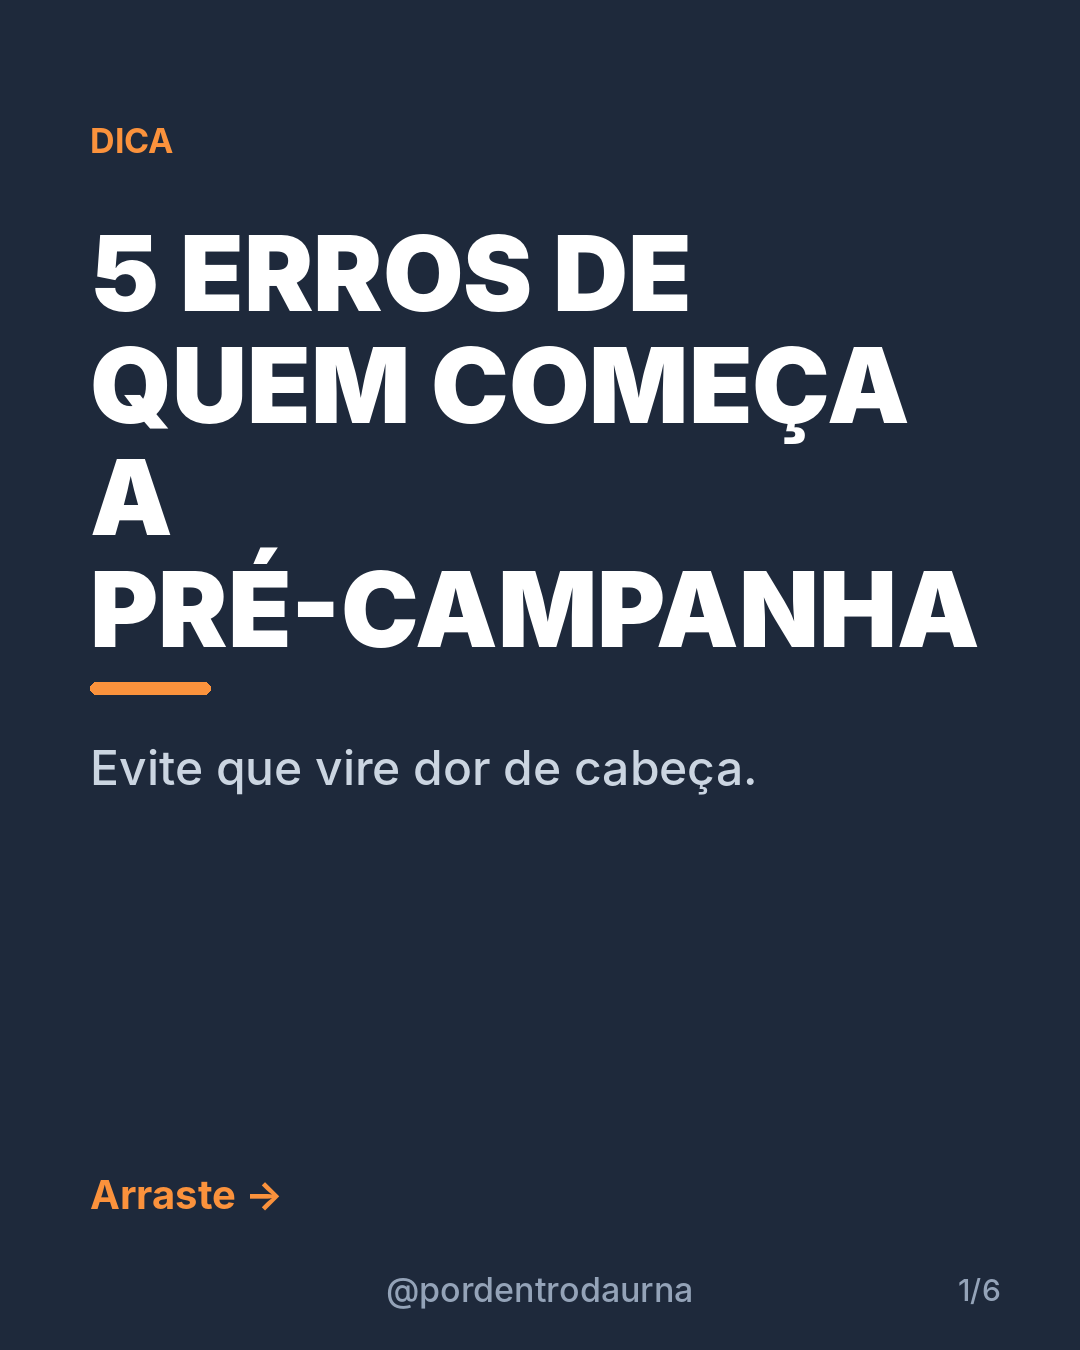 DICA
5 ERROS DE
QUEM COMEÇA
A
PRÉ-CAMPANHA
Evite que vire dor de cabeça.
Arraste →
@pordentrodaurna
1/6